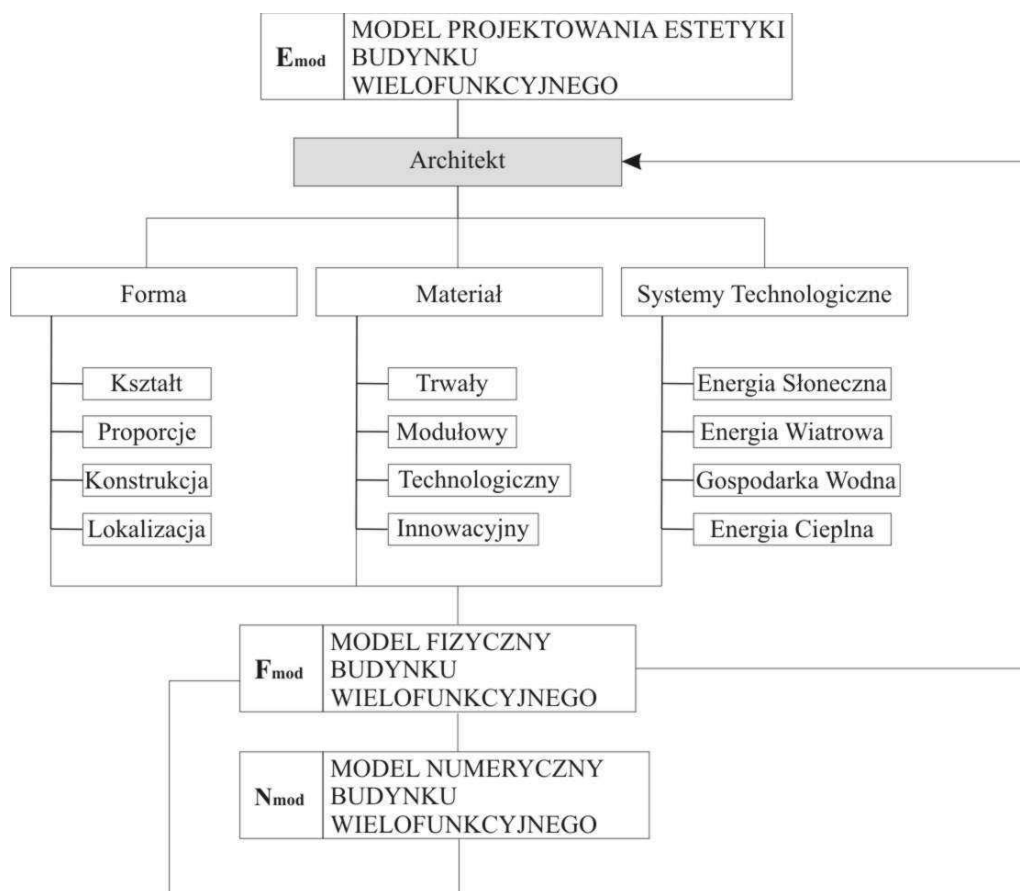 Emod
MODEL PROJEKTOWANIA ESTETYKI
BUDYNKU
WIELOFUNKCYJNEGO
Architekt
Forma
Materiał
Systemy Technologiczne
Kształt
Trwały
Energia Słoneczna
Proporcje
Modułowy
Energia Wiatrowa
Konstrukcja
Technologiczny
Gospodarka Wodna
Lokalizacja
Innowacyjny
Energia Cieplna
Fmod
MODEL FIZYCZNY
BUDYNKU
WIELOFUNKCYJNEGO
Nmod
MODEL NUMERYCZNY
BUDYNKU
WIELOFUNKCYJNEGO